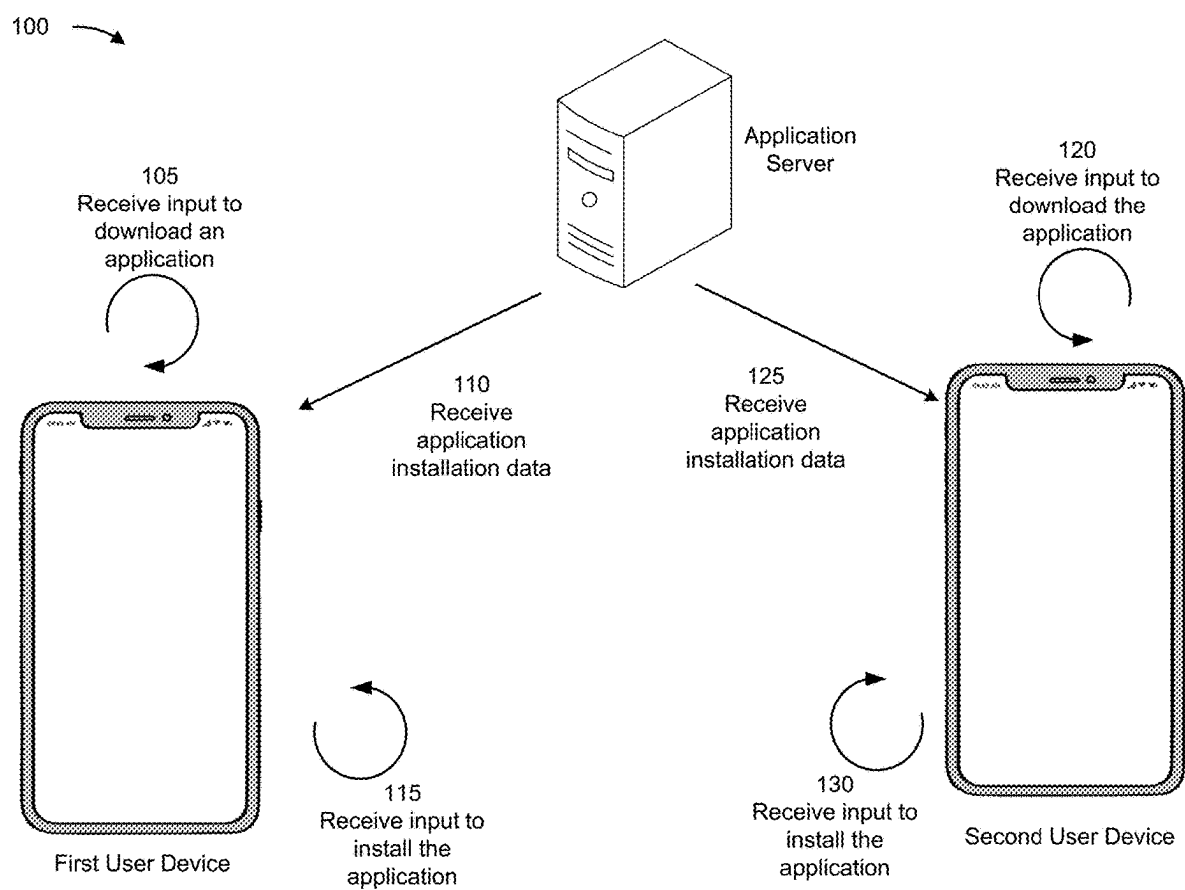 100
Application
Server
105
Receive input to
download an
application
120
Receive input to
download the
application
110
Receive
application
installation data
125
Receive
application
installation data
115
Receive input to
install the
application
130
Receive input to
install the
application
First User Device
Second User Device